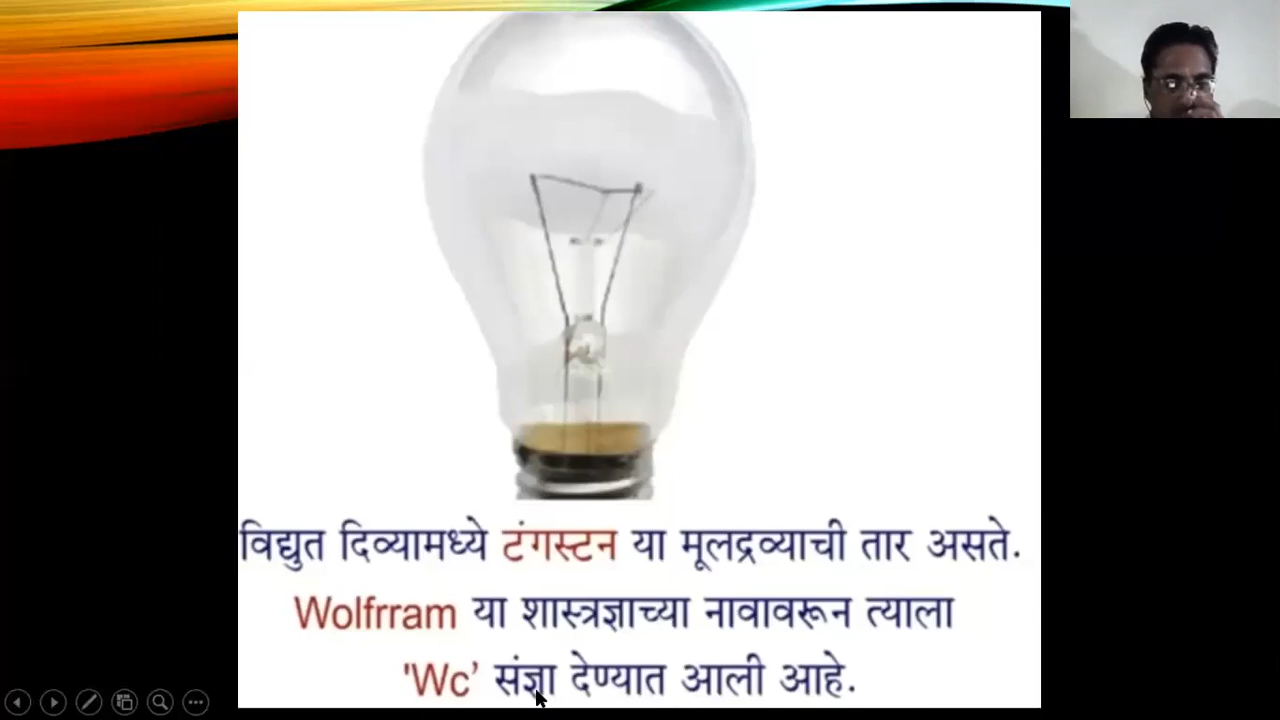 विद्युत दिव्यामध्ये टंगस्टन या मूलद्रव्याची तार असते.
Wolfrram या शास्त्रज्ञाच्या नावावरून त्याला
'Wc’ संज्ञा देण्यात आली आहे.